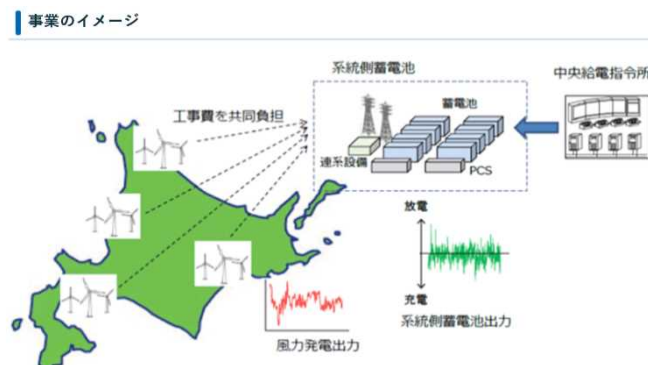 事業のイメージ
系統側蓄電池
中央給電指令所
工事費を共同負担
蓄電池
連系設備
PCS
放電
充電
系統側蓄電池出力
風力発電出力